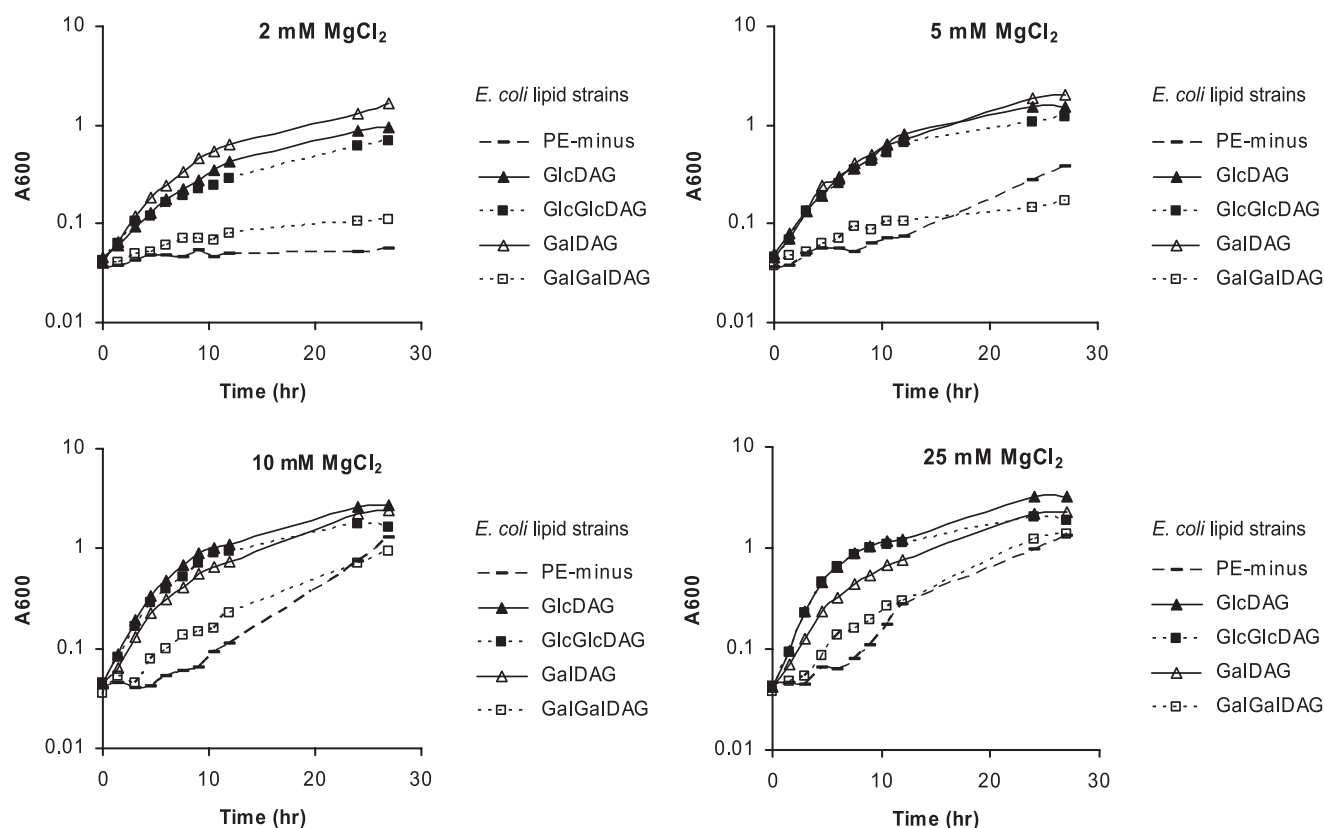 2 mM MgCl₂
A600
10
1
0.1
0.01
0
10
20
30
Time (hr)
E. coli lipid strains
PE-minus
GlcDAG
GlcGlcDAG
GalDAG
GalGalDAG
5 mM MgCl₂
A600
10
1
0.1
0.01
0
10
20
30
Time (hr)
E. coli lipid strains
PE-minus
GlcDAG
GlcGlcDAG
GalDAG
GalGalDAG
10 mM MgCl₂
A600
10
1
0.1
0.01
0
10
20
30
Time (hr)
E. coli lipid strains
PE-minus
GlcDAG
GlcGlcDAG
GalDAG
GalGalDAG
25 mM MgCl₂
A600
10
1
0.1
0.01
0
10
20
30
Time (hr)
E. coli lipid strains
PE-minus
GlcDAG
GlcGlcDAG
GalDAG
GalGalDAG